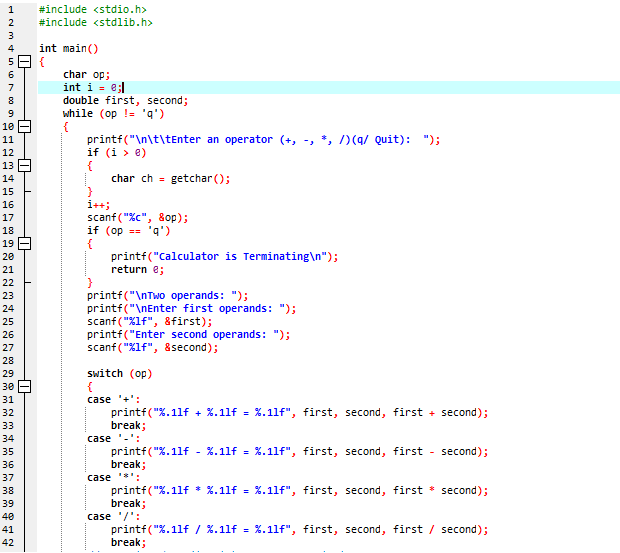 1 #include <stdio.h>
2 #include <stdlib.h>
3
4 int main()
5 {
6 char op;
7 int i = 0;
8 double first, second;
9 while (op != 'q')
10 {
11 printf("\n\t\tEnter an operator (+, -, *, /)(q/ Quit):  ");
12 if (i > 0)
13 {
14 char ch = getchar();
15 }
16 i++;
17 scanf("%c", &op);
18 if (op == 'q')
19 {
20 printf("Calculator is Terminating\n");
21 return 0;
22 }
23 printf("\nTwo operands: ");
24 printf("\nEnter first operands: ");
25 scanf("%lf", &first);
26 printf("Enter second operands: ");
27 scanf("%lf", &second);
28
29 switch (op)
30 {
31 case '+':
32 printf("%.1lf + %.1lf = %.1lf", first, second, first + second);
33 break;
34 case '-':
35 printf("%.1lf - %.1lf = %.1lf", first, second, first - second);
36 break;
37 case '*':
38 printf("%.1lf * %.1lf = %.1lf", first, second, first * second);
39 break;
40 case '/':
41 printf("%.1lf / %.1lf = %.1lf", first, second, first / second);
42 break;